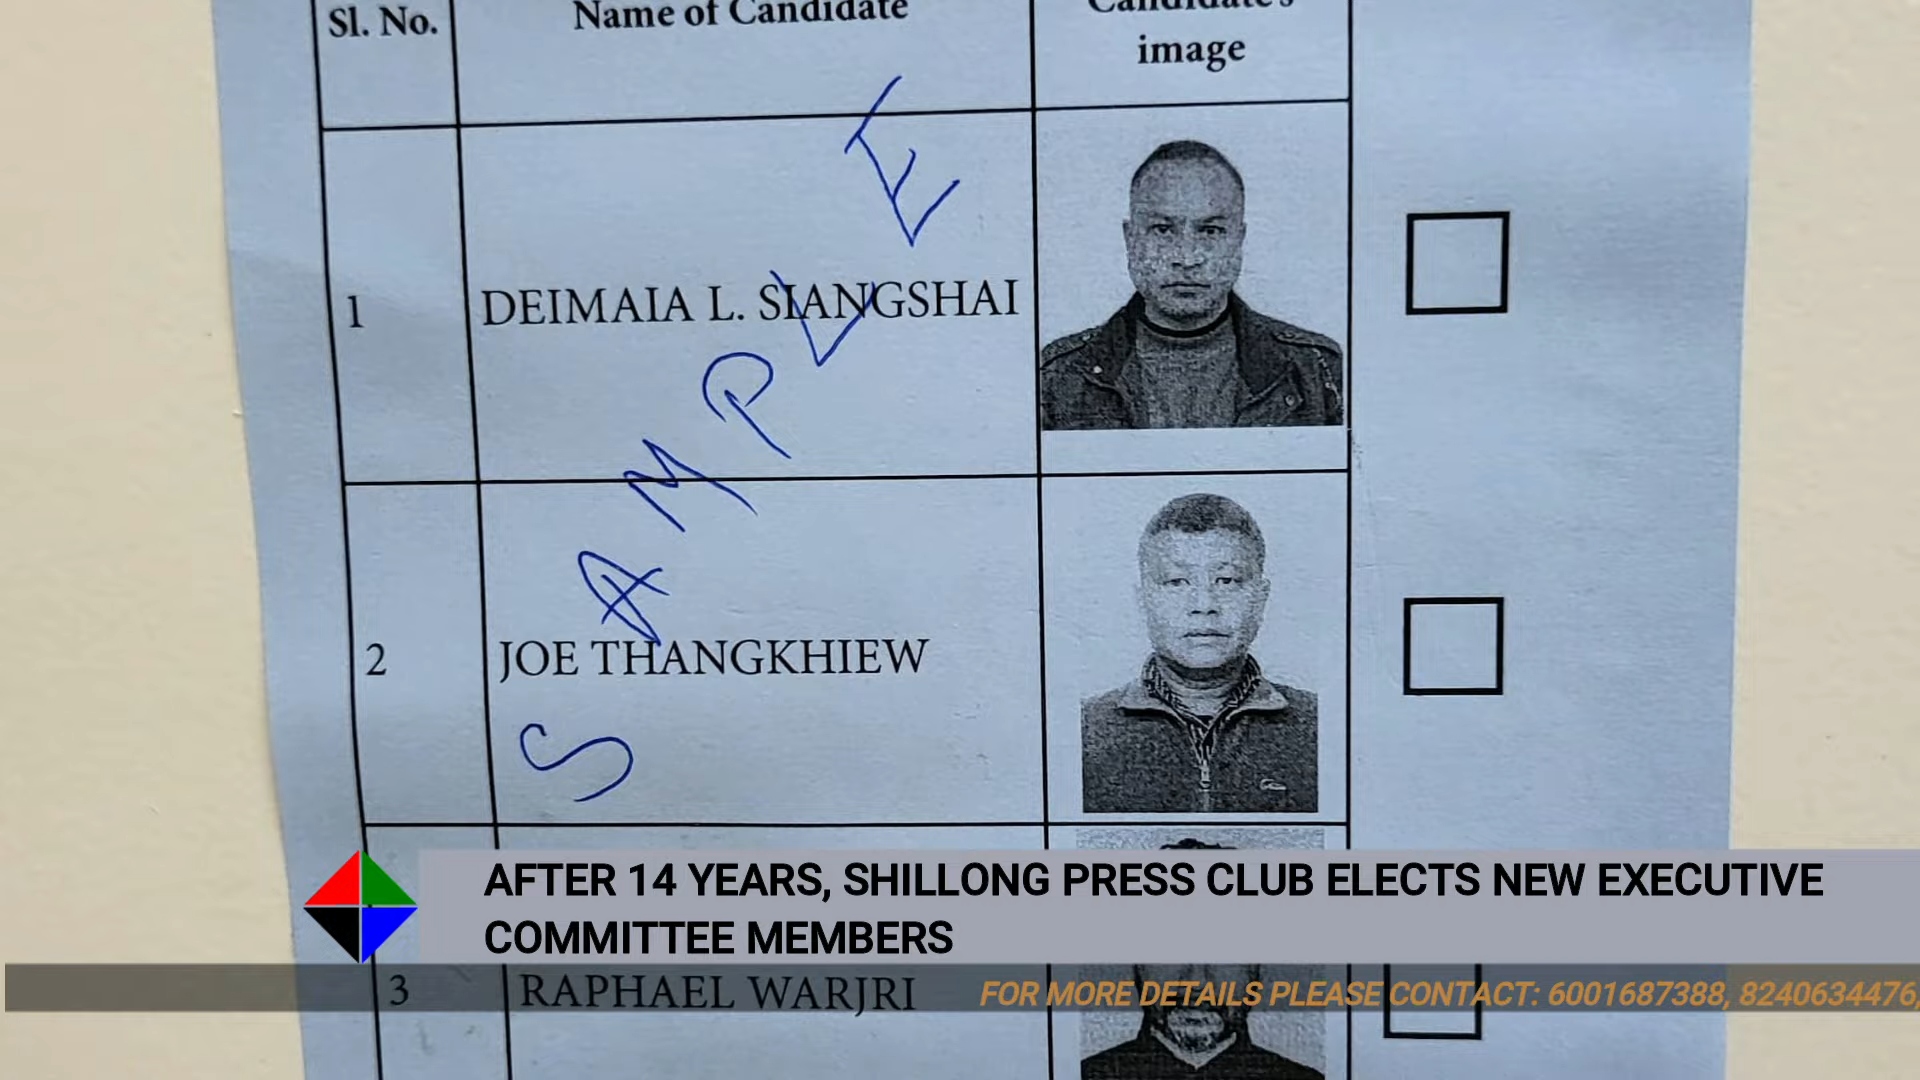 Sl. No.
Name of Candidate
Candidate's
image
1
DEIMAIA L. SIANGSHAI
2
JOE THANGKHIEW
SAMPLE
AFTER 14 YEARS, SHILLONG PRESS CLUB ELECTS NEW EXECUTIVE
COMMITTEE MEMBERS
3
RAPHAEL WARJRI
FOR MORE DETAILS PLEASE CONTACT: 6001687388, 8240634476,